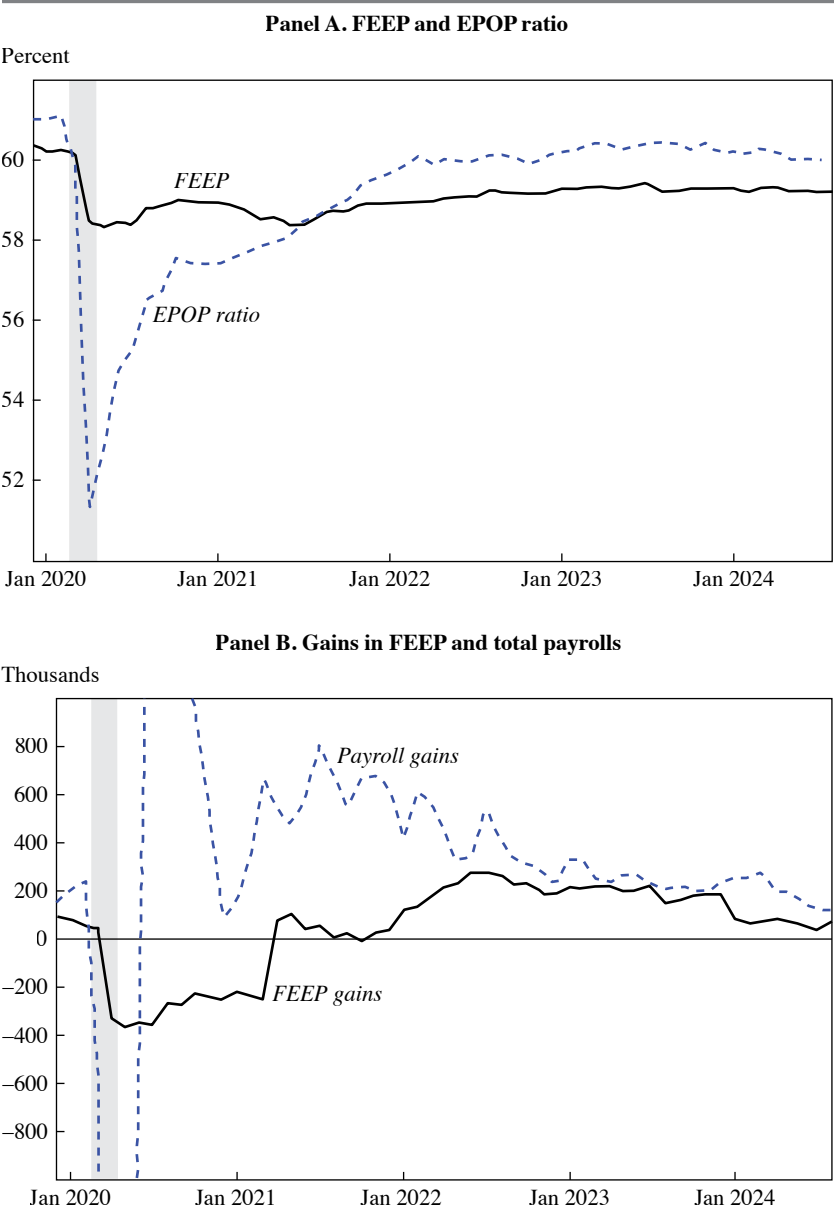 Panel A. FEEP and EPOP ratio
Percent
60
FEEP
58
EPOP ratio
56
54
52
Jan 2020 Jan 2021 Jan 2022 Jan 2023 Jan 2024
Panel B. Gains in FEEP and total payrolls
Thousands
800
Payroll gains
600
400
200
0
–200
FEEP gains
–400
–600
–800
Jan 2020 Jan 2021 Jan 2022 Jan 2023 Jan 2024